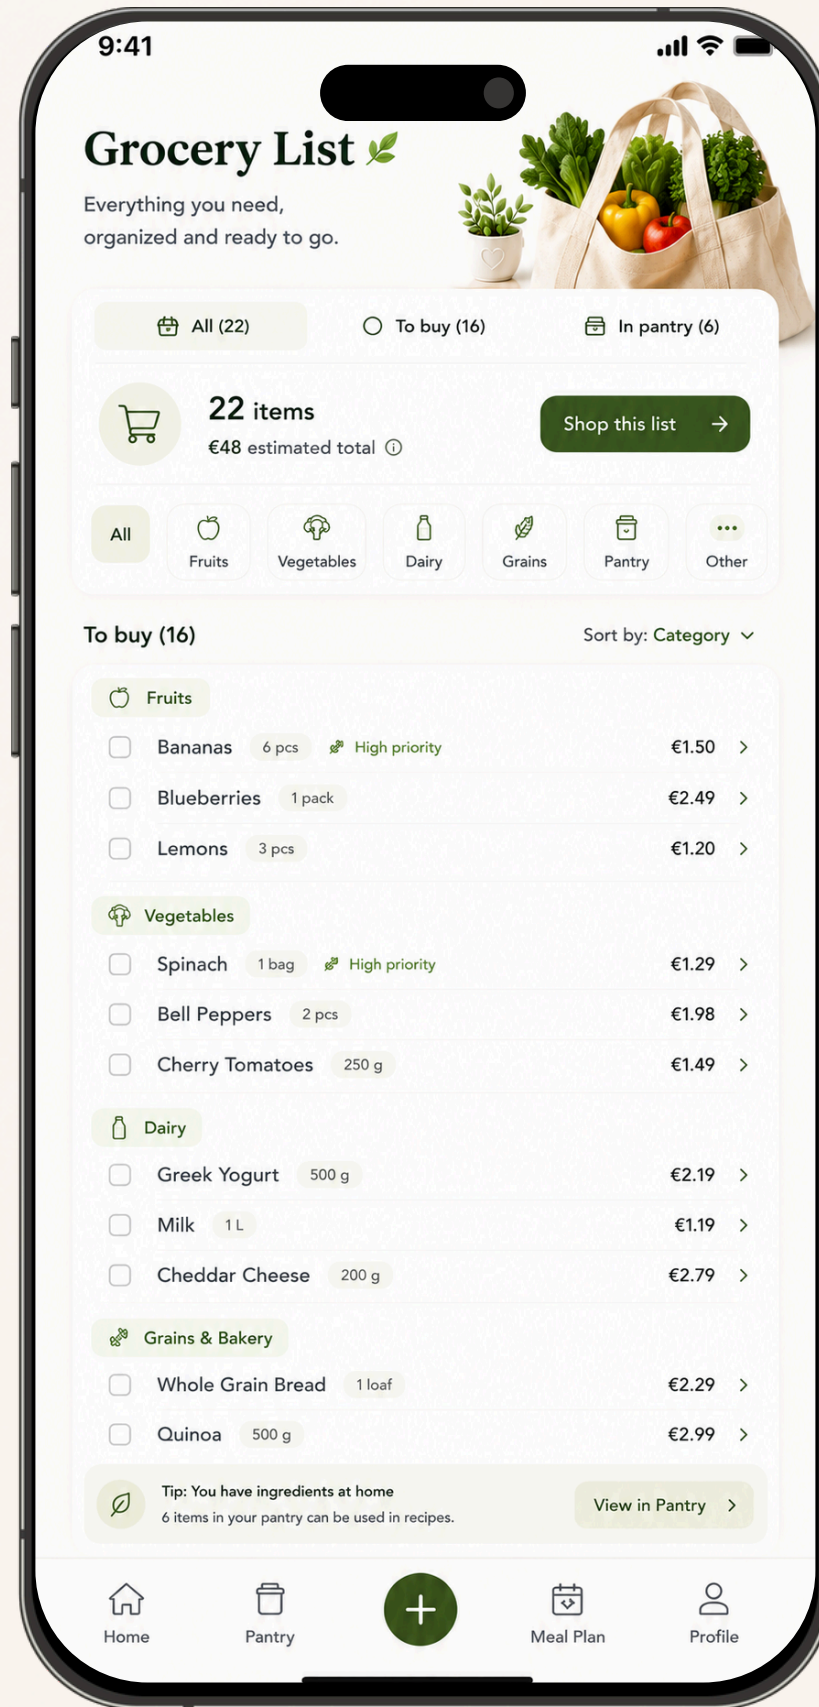 9:41
Grocery List
Everything you need,
organized and ready to go.
All (22)
To buy (16)
In pantry (6)
22 items
€48 estimated total
Shop this list
All
Fruits
Vegetables
Dairy
Grains
Pantry
Other
To buy (16)
Sort by: Category
Fruits
Bananas 6 pcs High priority €1.50
Blueberries 1 pack €2.49
Lemons 3 pcs €1.20
Vegetables
Spinach 1 bag High priority €1.29
Bell Peppers 2 pcs €1.98
Cherry Tomatoes 250 g €1.49
Dairy
Greek Yogurt 500 g €2.19
Milk 1 L €1.19
Cheddar Cheese 200 g €2.79
Grains & Bakery
Whole Grain Bread 1 loaf €2.29
Quinoa 500 g €2.99
Tip: You have ingredients at home
6 items in your pantry can be used in recipes.
View in Pantry
Home
Pantry
Meal Plan
Profile